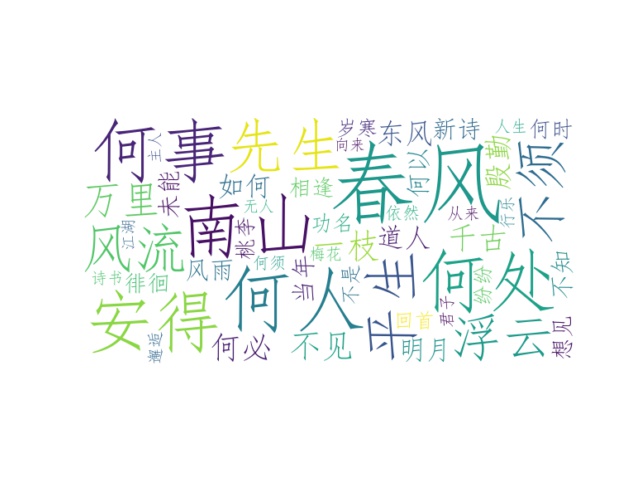 何事
先生
春风
不须
南山
风流
安得
何人
平生
何处
浮云
万里
未能
如何
相逢
岁寒
向来
东风
新诗
人生
何时
殷勤
何以
主人
江湖
桃李
无人
功名
依然
从来
行乐
一枝
道人
千古
诗书
徘徊
风雨
何须
当年
梅花
不是
君子
纷纷
不知
回首
邂逅
何必
不见
明月
想见